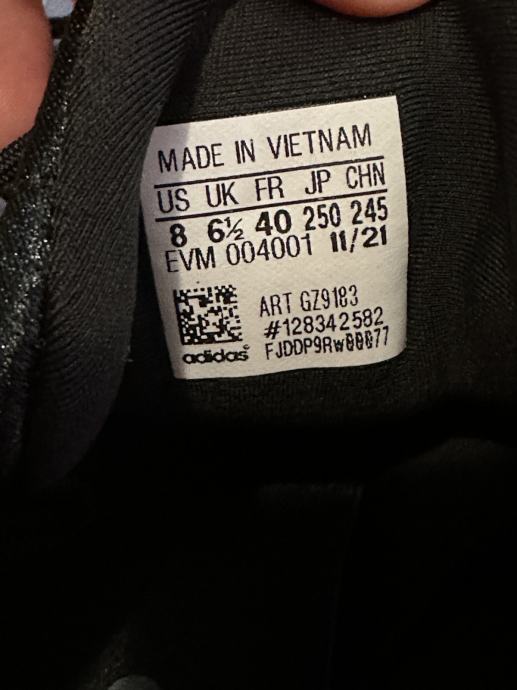 MADE IN VIETNAM
US UK FR JP CHN
8 6½ 40 250 245
EVM 004001 11/21
ART GZ9183
#128342582
adidas